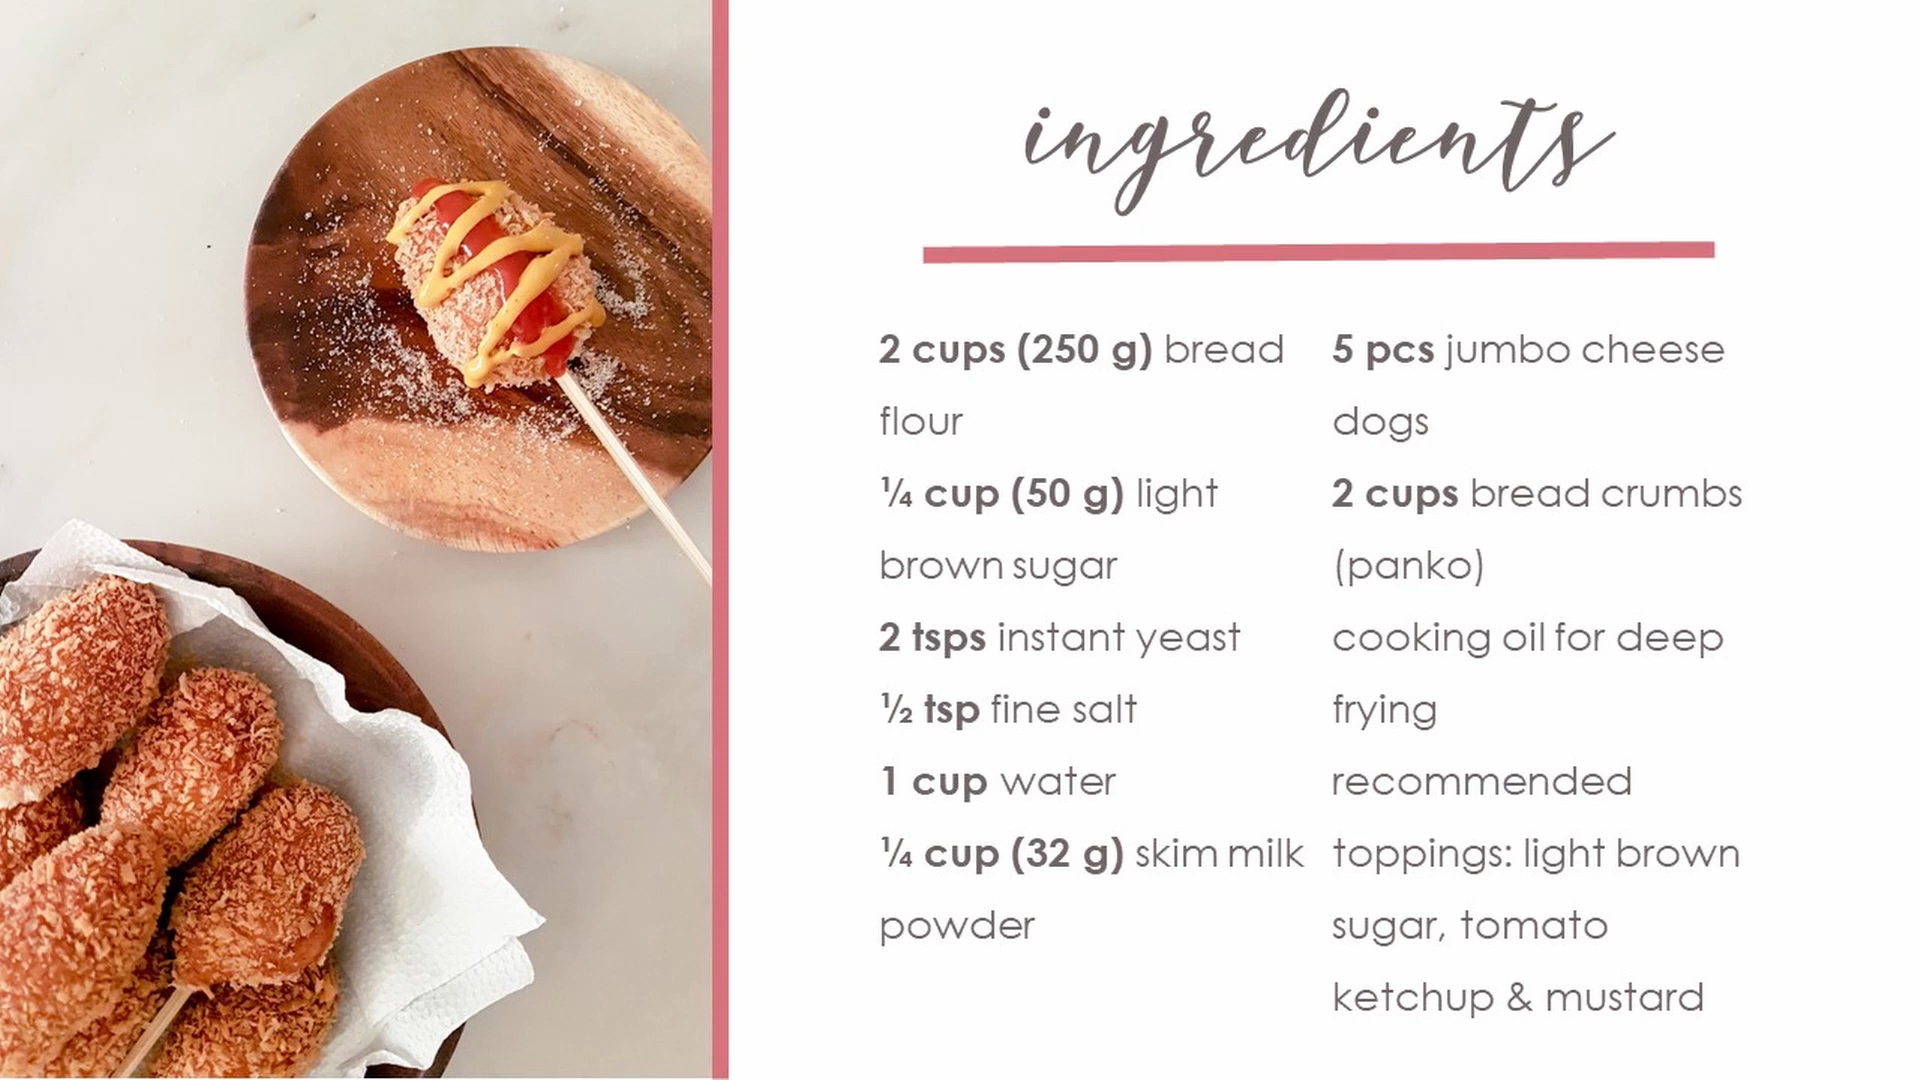 ingredients
2 cups (250 g) bread
flour
¼ cup (50 g) light
brown sugar
2 tsps instant yeast
½ tsp fine salt
1 cup water
¼ cup (32 g) skim milk
powder
5 pcs jumbo cheese
dogs
2 cups bread crumbs
(panko)
cooking oil for deep
frying
recommended
toppings: light brown
sugar, tomato
ketchup & mustard